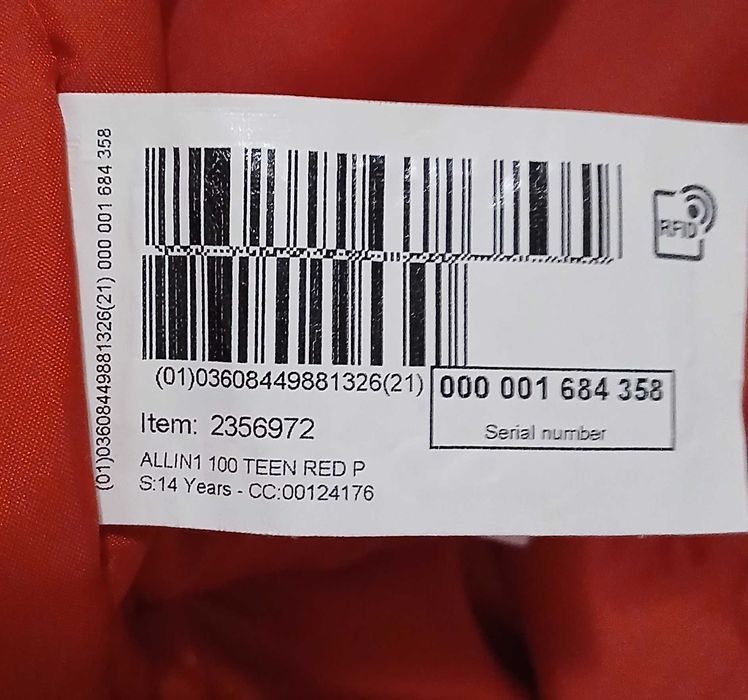 (01)03608449881326(21) 000 001 684 358
RFID
(01)03608449881326(21) 000 001 684 358
Serial number
Item: 2356972
ALLIN1 100 TEEN RED P
S:14 Years - CC:00124176